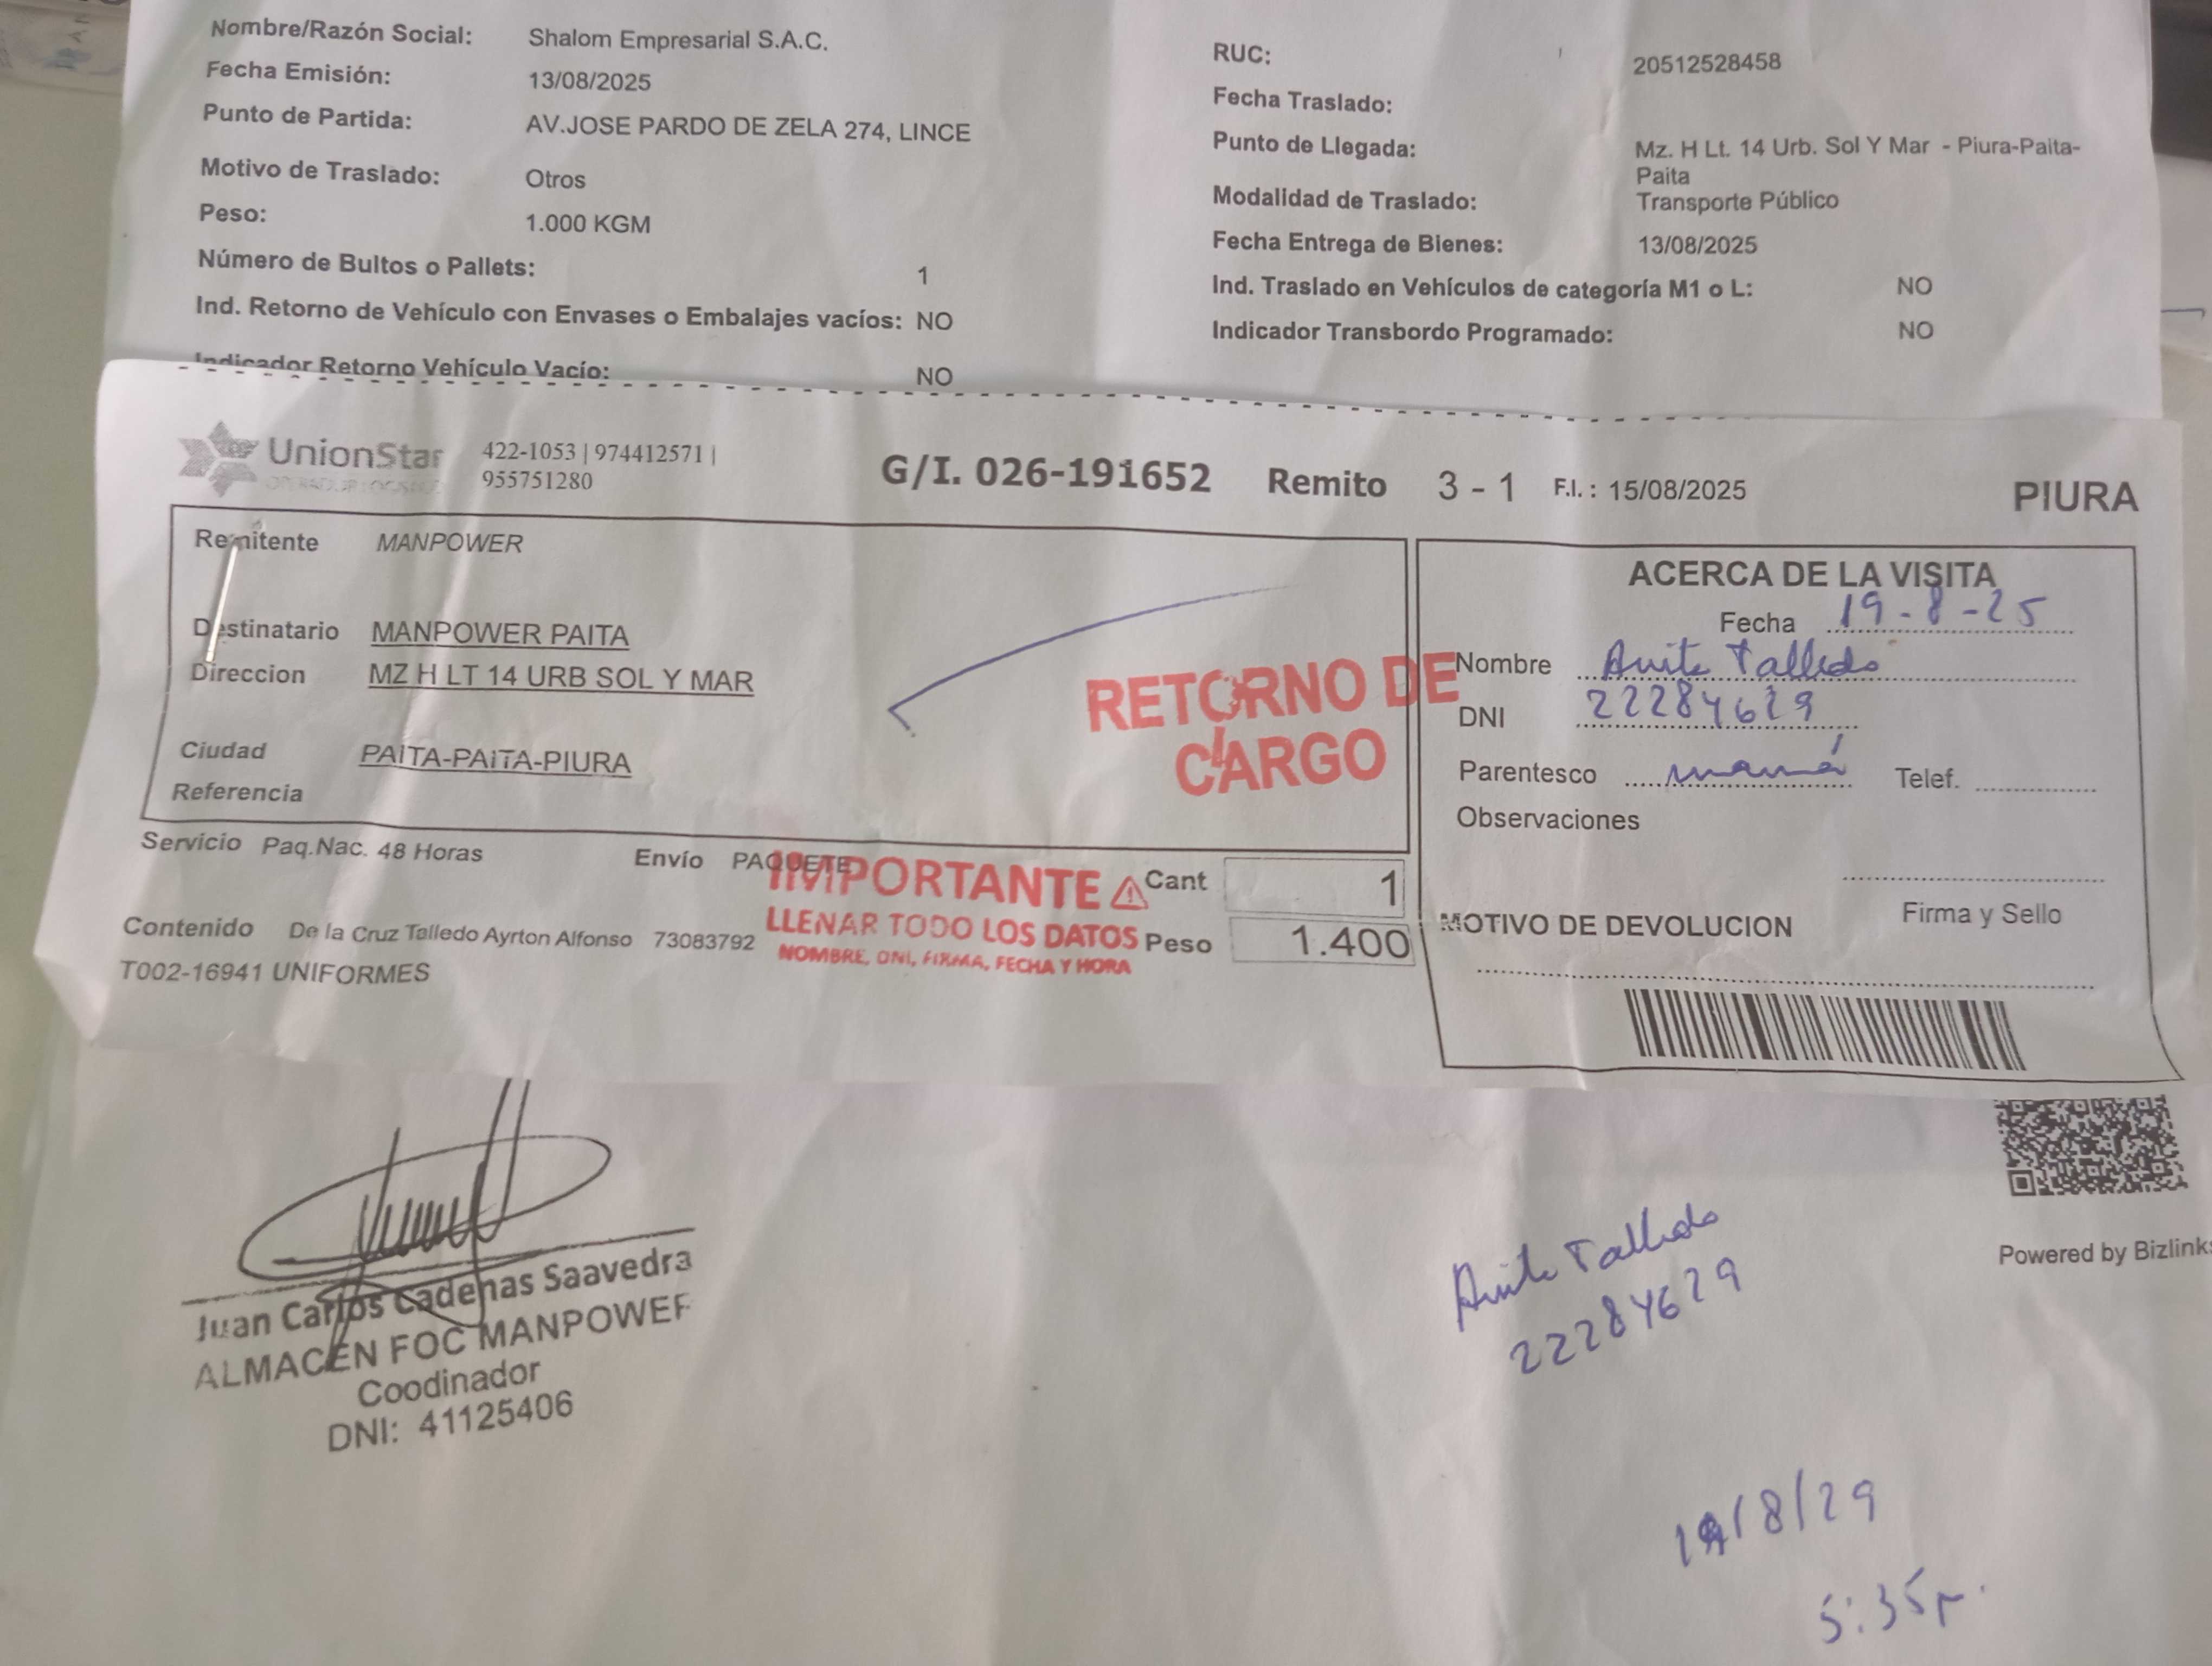 Nombre/Razón Social: Shalom Empresarial S.A.C.
Fecha Emisión: 13/08/2025
Punto de Partida: AV.JOSE PARDO DE ZELA 274, LINCE
Motivo de Traslado: Otros
Peso: 1.000 KGM
Número de Bultos o Pallets: 1
Ind. Retorno de Vehículo con Envases o Embalajes vacíos: NO
Indicador Retorno Vehículo Vacío: NO
RUC: 20512528458
Fecha Traslado:
Punto de Llegada: Mz. H Lt. 14 Urb. Sol Y Mar - Piura-Paita-
Paita
Modalidad de Traslado: Transporte Público
Fecha Entrega de Bienes: 13/08/2025
Ind. Traslado en Vehículos de categoría M1 o L: NO
Indicador Transbordo Programado: NO
UnionStar 422-1053 | 974412571 |
955751280
G/I. 026-191652 Remito 3 - 1 F.I. : 15/08/2025 PIURA
Remitente MANPOWER
Destinatario MANPOWER PAITA
Direccion MZ H LT 14 URB SOL Y MAR
Ciudad PAITA-PAITA-PIURA
Referencia
RETORNO DE
CARGO
Servicio Paq.Nac. 48 Horas Envío PAQUETE Cant 1
IMPORTANTE
LLENAR TODO LOS DATOS
NOMBRE, DNI, FIRMA, FECHA Y HORA
Contenido De la Cruz Talledo Ayrton Alfonso 73083792 Peso 1.400
T002-16941 UNIFORMES
ACERCA DE LA VISITA
Fecha 19-8-25
Nombre Anita Talledo
DNI 22284629
Parentesco mamá Telef.
Observaciones
Firma y Sello
MOTIVO DE DEVOLUCION
Powered by Bizlinks
Juan Carlos Cadenas Saavedra
ALMACEN FOC MANPOWER
Coodinador
DNI: 41125406
Anita Talledo
22284629
19/8/29
5:35p.